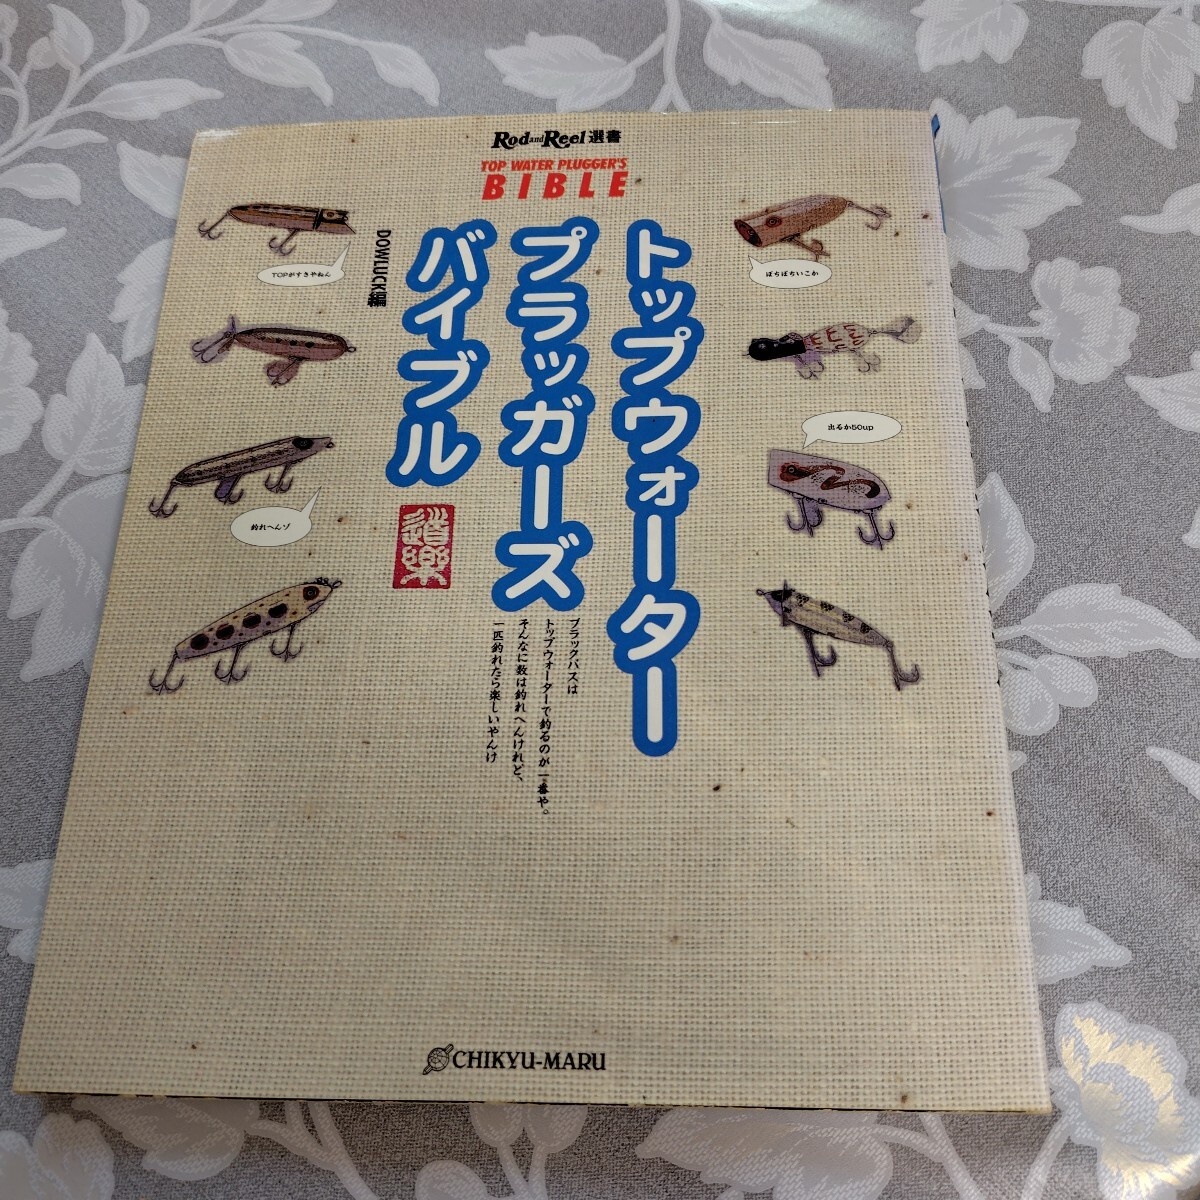 Rod and Reel 選書
TOP WATER PLUGGER'S
BIBLE
トップウォーター
プラッガーズ
バイブル
DOWLUCK編
道楽
TOPがすきやねん
ぼちぼちいこか
出るか50up
釣れへんゾ
ブラックバスは
トップウォーターで釣るのが一番や。
そんなに数は釣れへんけれど、
一匹釣れたら楽しいやんけ
CHIKYU-MARU